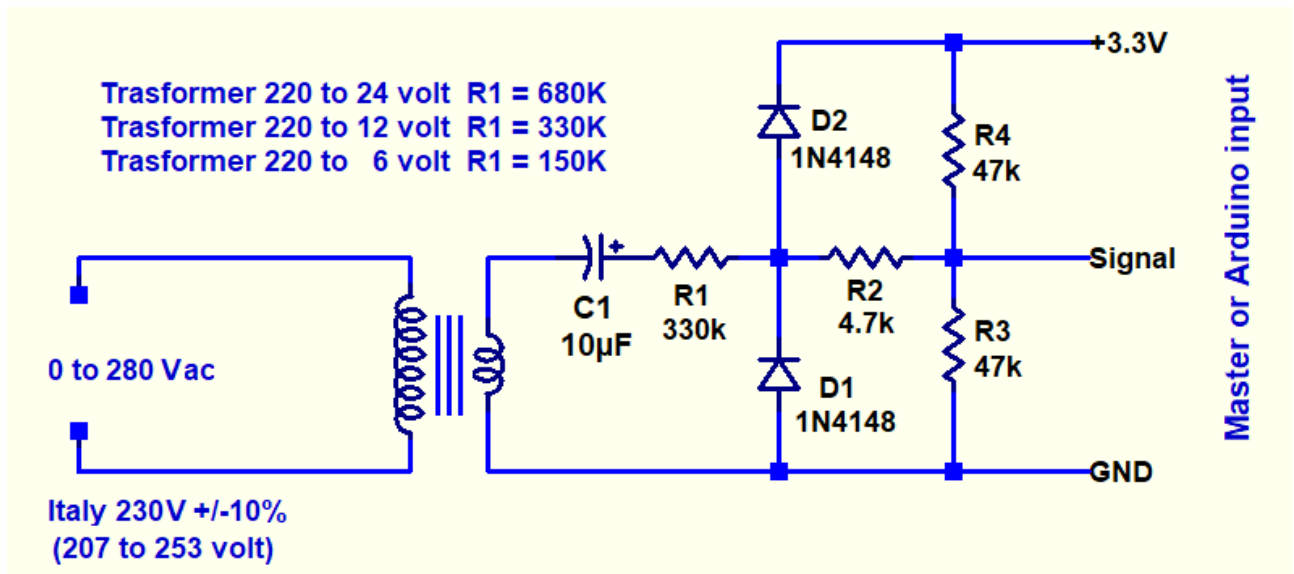 +3.3V
Trasformer 220 to 24 volt R1 = 680K
Trasformer 220 to 12 volt R1 = 330K
Trasformer 220 to 6 volt R1 = 150K
D2
1N4148
R4
47k
Master or Arduino input
+
Signal
C1
10µF
R1
330k
R2
4.7k
R3
47k
0 to 280 Vac
D1
1N4148
GND
Italy 230V +/-10%
(207 to 253 volt)